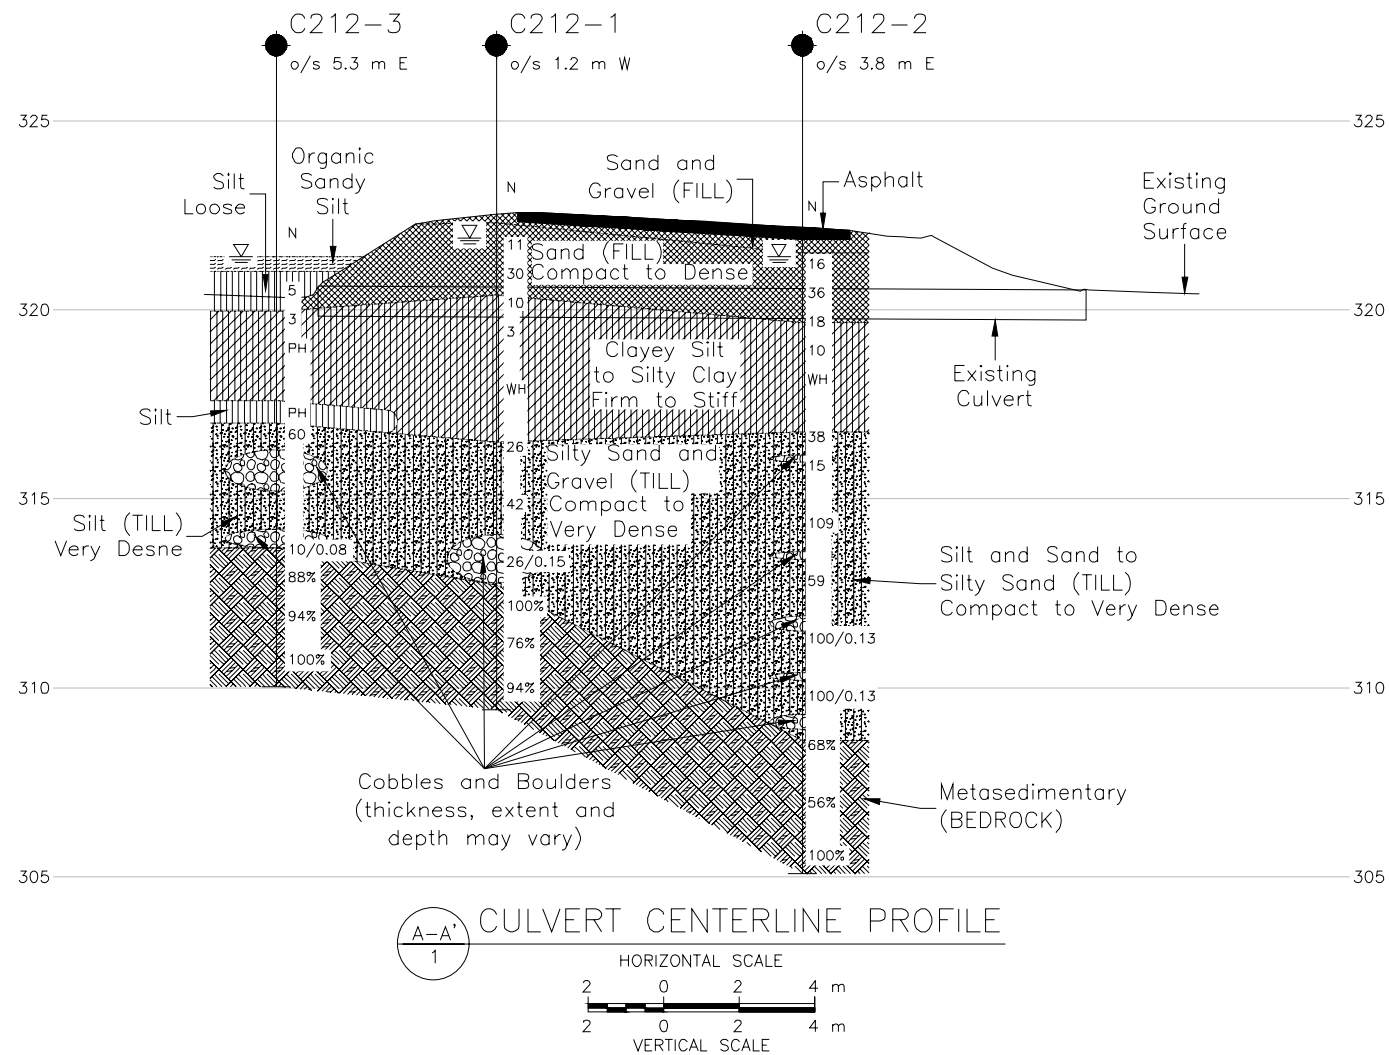 C212-3
o/s 5.3 m E
C212-1
o/s 1.2 m W
C212-2
o/s 3.8 m E
325
325
Organic
Sandy
Silt
Silt
Loose
Sand and
Gravel (FILL)
Asphalt
Existing
Ground
Surface
N
N
N
Sand (FILL)
Compact to Dense
320
320
5
3
PH
PH
60
10/0.08
88%
94%
100%
11
30
10
3
WH
26
42
26/0.15
100%
76%
94%
16
36
18
10
WH
38
15
109
59
100/0.13
100/0.13
68%
56%
100%
Clayey Silt
to Silty Clay
Firm to Stiff
Existing
Culvert
Silt
Silty Sand and
Gravel (TILL)
Compact to
Very Dense
315
315
Silt (TILL)
Very Desne
Silt and Sand to
Silty Sand (TILL)
Compact to Very Dense
310
310
Cobbles and Boulders
(thickness, extent and
depth may vary)
Metasedimentary
(BEDROCK)
305
305
A-A'
1
CULVERT CENTERLINE PROFILE
HORIZONTAL SCALE
2 0 2 4 m
2 0 2 4 m
VERTICAL SCALE